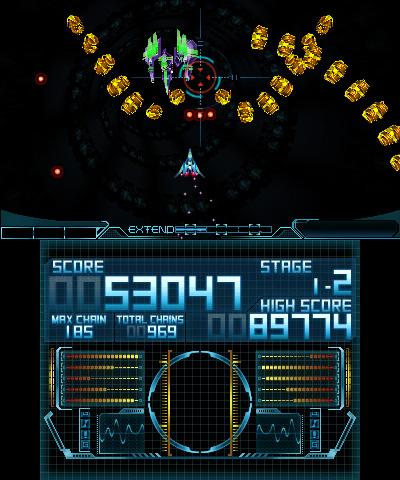 EXTEND
SCORE
0053047
STAGE
1-2
HIGH SCORE
0089774
MAX CHAIN
185
TOTAL CHAINS
00969